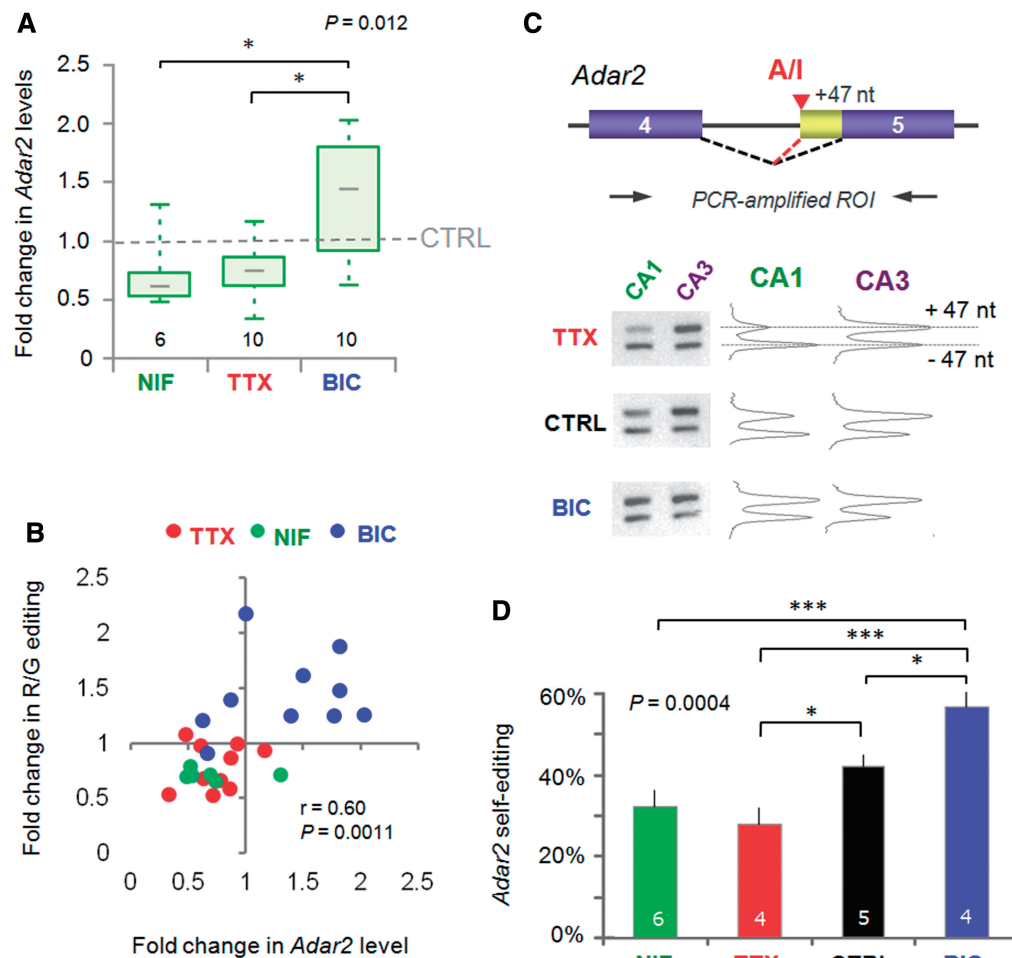 A
P = 0.012
*
*
Fold change in Adar2 levels
2.5
2.0
1.5
1.0
0.5
0
CTRL
6
10
10
NIF
TTX
BIC
B
TTX
NIF
BIC
Fold change in R/G editing
2.5
2
1.5
1
0.5
0
r = 0.60
P = 0.0011
0
0.5
1
1.5
2
2.5
Fold change in Adar2 level
C
Adar2
A/I
+47 nt
4
5
PCR-amplified ROI
CA1
CA3
CA1
CA3
TTX
+ 47 nt
- 47 nt
CTRL
BIC
D
***
***
*
P = 0.0004
*
Adar2 self-editing
60%
40%
20%
0%
6
4
5
4
NIF
TTX
CTRL
BIC